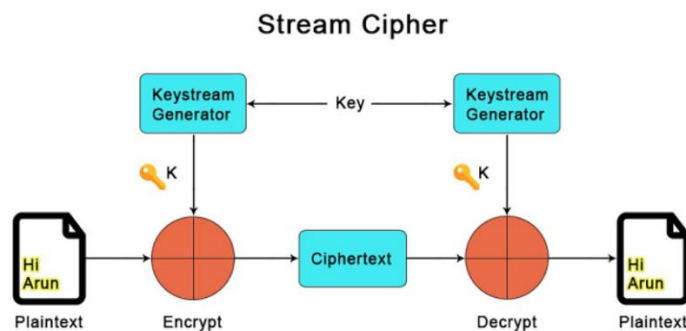 Stream Cipher
Keystream
Generator
Key
Keystream
Generator
K
K
Hi
Arun
Ciphertext
Hi
Arun
Plaintext
Encrypt
Decrypt
Plaintext